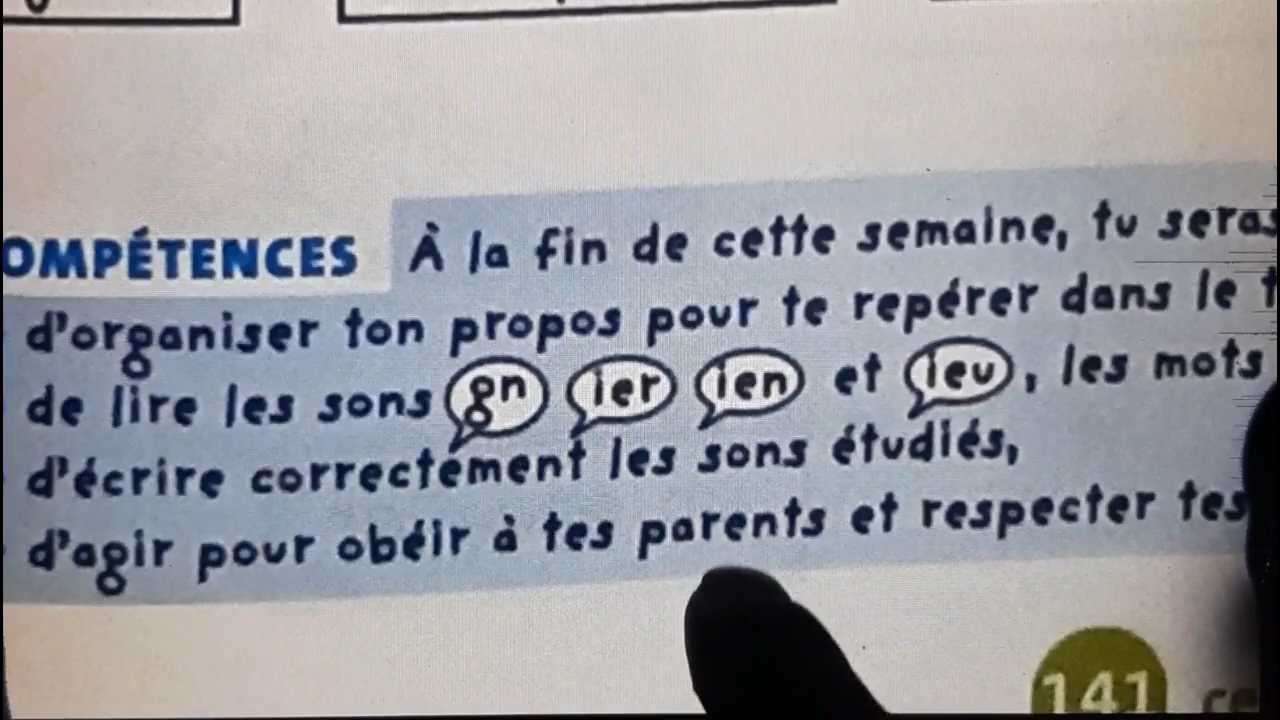 OMPÉTENCES À la fin de cette semaine, tu seras
d'organiser ton propos pour te repérer dans le
de lire les sons gn ier ien et ieu, les mots
d'écrire correctement les sons étudiés,
d'agir pour obéir à tes parents et respecter tes
141